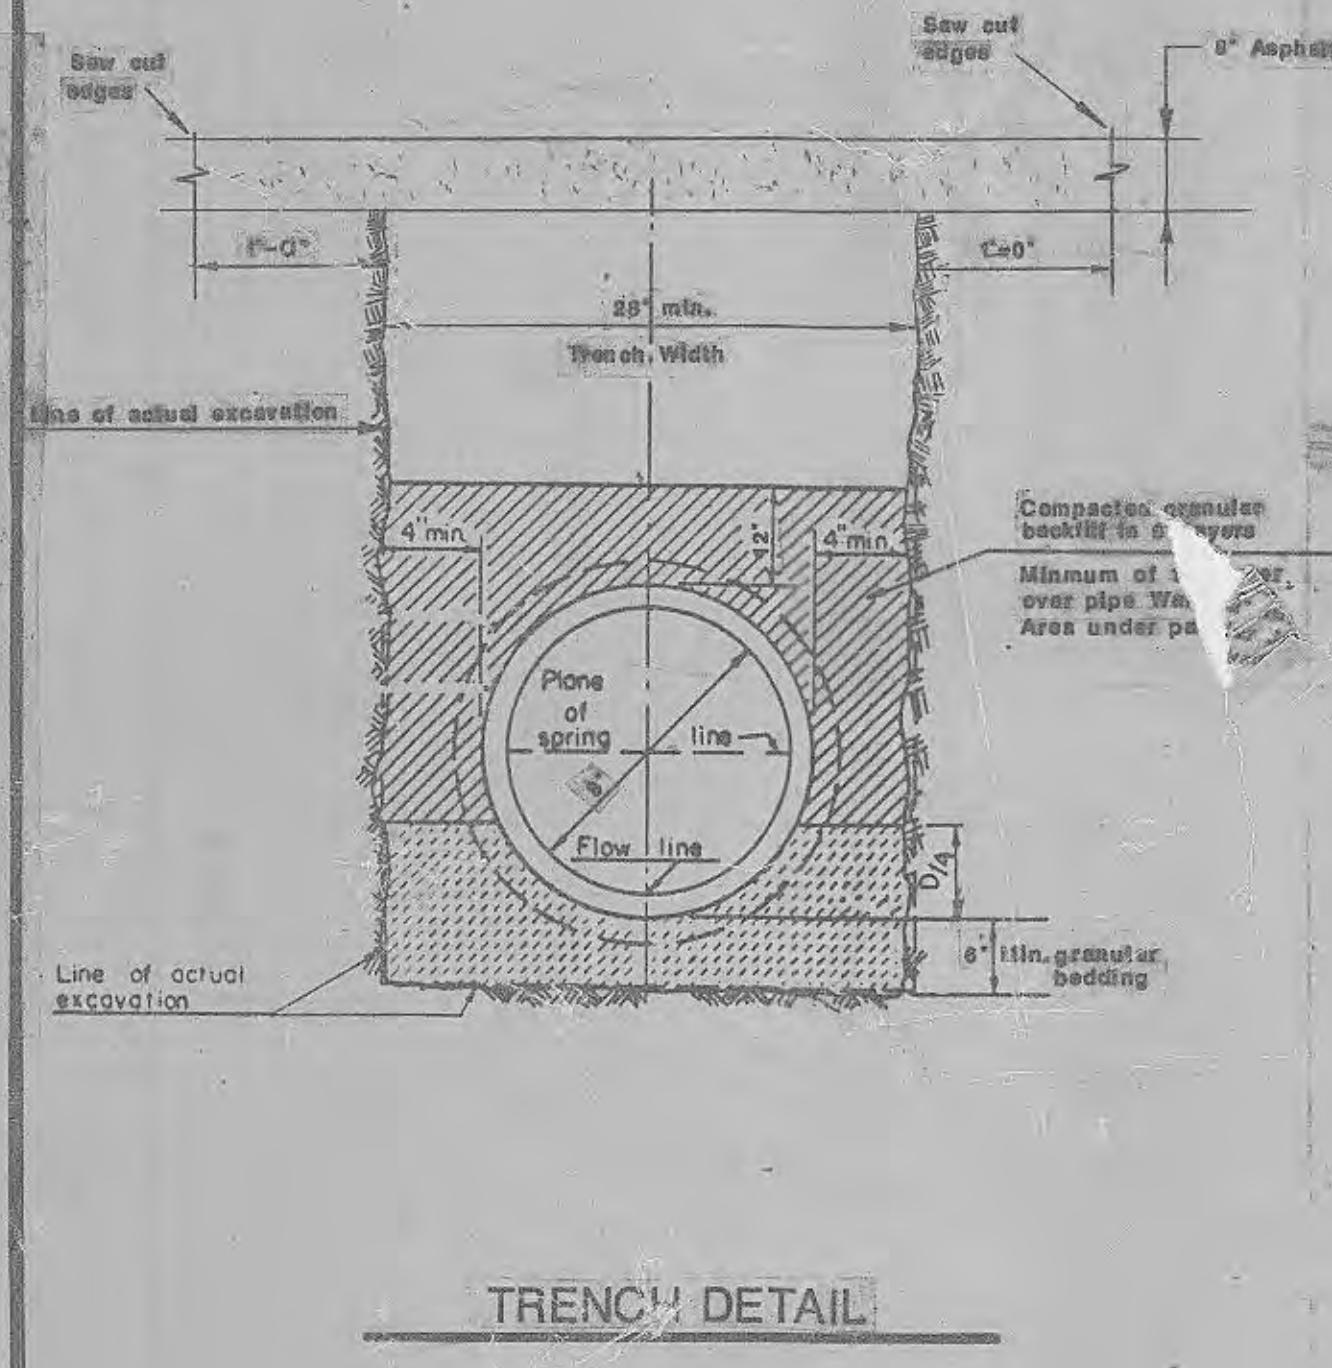 Saw cut
edges
Saw cut
edges
Asphalt
1'-0"
1'-0"
28" min.
Trench Width
Line of actual excavation
4" min.
12"
4" min.
Compacted granular
backfill in
Minmum of
over pipe
Area under
Plane
of
spring line
Flow line
D/4
6" Min. granular
bedding
Line of actual
excavation
TRENCH DETAIL